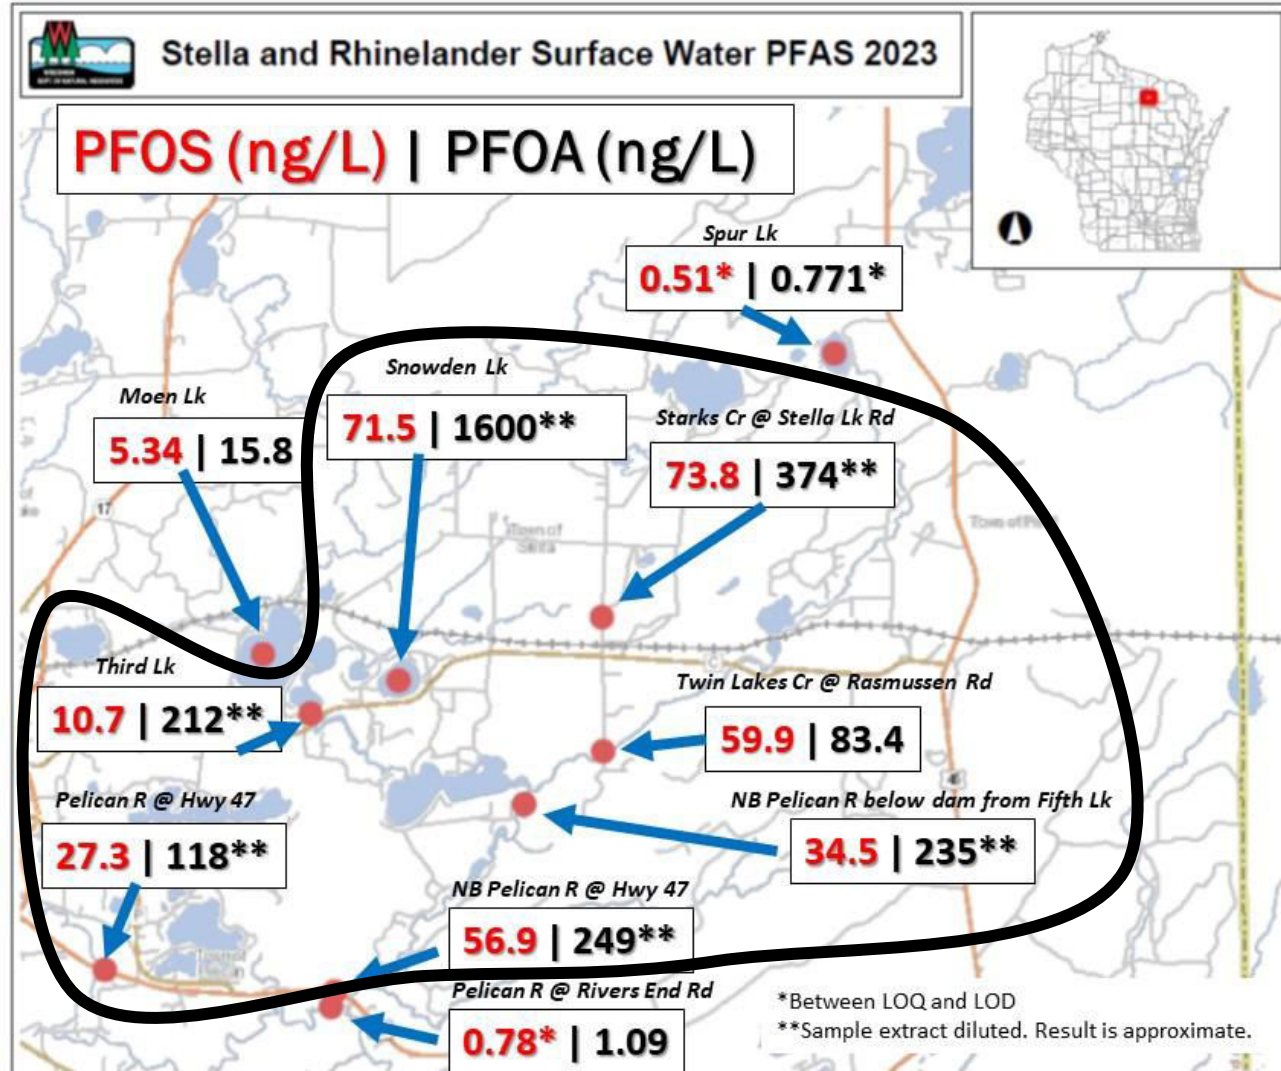 Stella and Rhinelander Surface Water PFAS 2023
PFOS (ng/L) | PFOA (ng/L)
Spur Lk
0.51* | 0.771*
Snowden Lk
71.5 | 1600**
Moen Lk
5.34 | 15.8
Starks Cr @ Stella Lk Rd
73.8 | 374**
17
Town of
Stella
Third Lk
10.7 | 212**
C
Twin Lakes Cr @ Rasmussen Rd
59.9 | 83.4
Pelican R @ Hwy 47
27.3 | 118**
NB Pelican R below dam from Fifth Lk
34.5 | 235**
NB Pelican R @ Hwy 47
56.9 | 249**
Pelican R @ Rivers End Rd
0.78* | 1.09
*Between LOQ and LOD
**Sample extract diluted. Result is approximate.